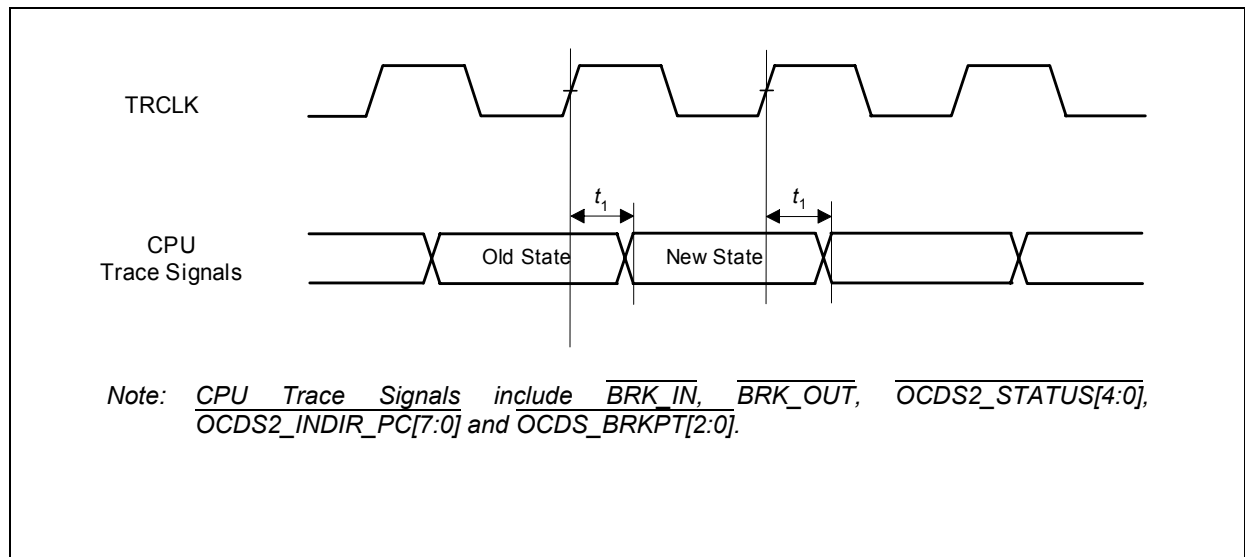 TRCLK
t1
t1
CPU
Trace Signals
Old State
New State
Note: CPU Trace Signals include BRK_IN, BRK_OUT, OCDS2_STATUS[4:0],
OCDS2_INDIR_PC[7:0] and OCDS_BRKPT[2:0].